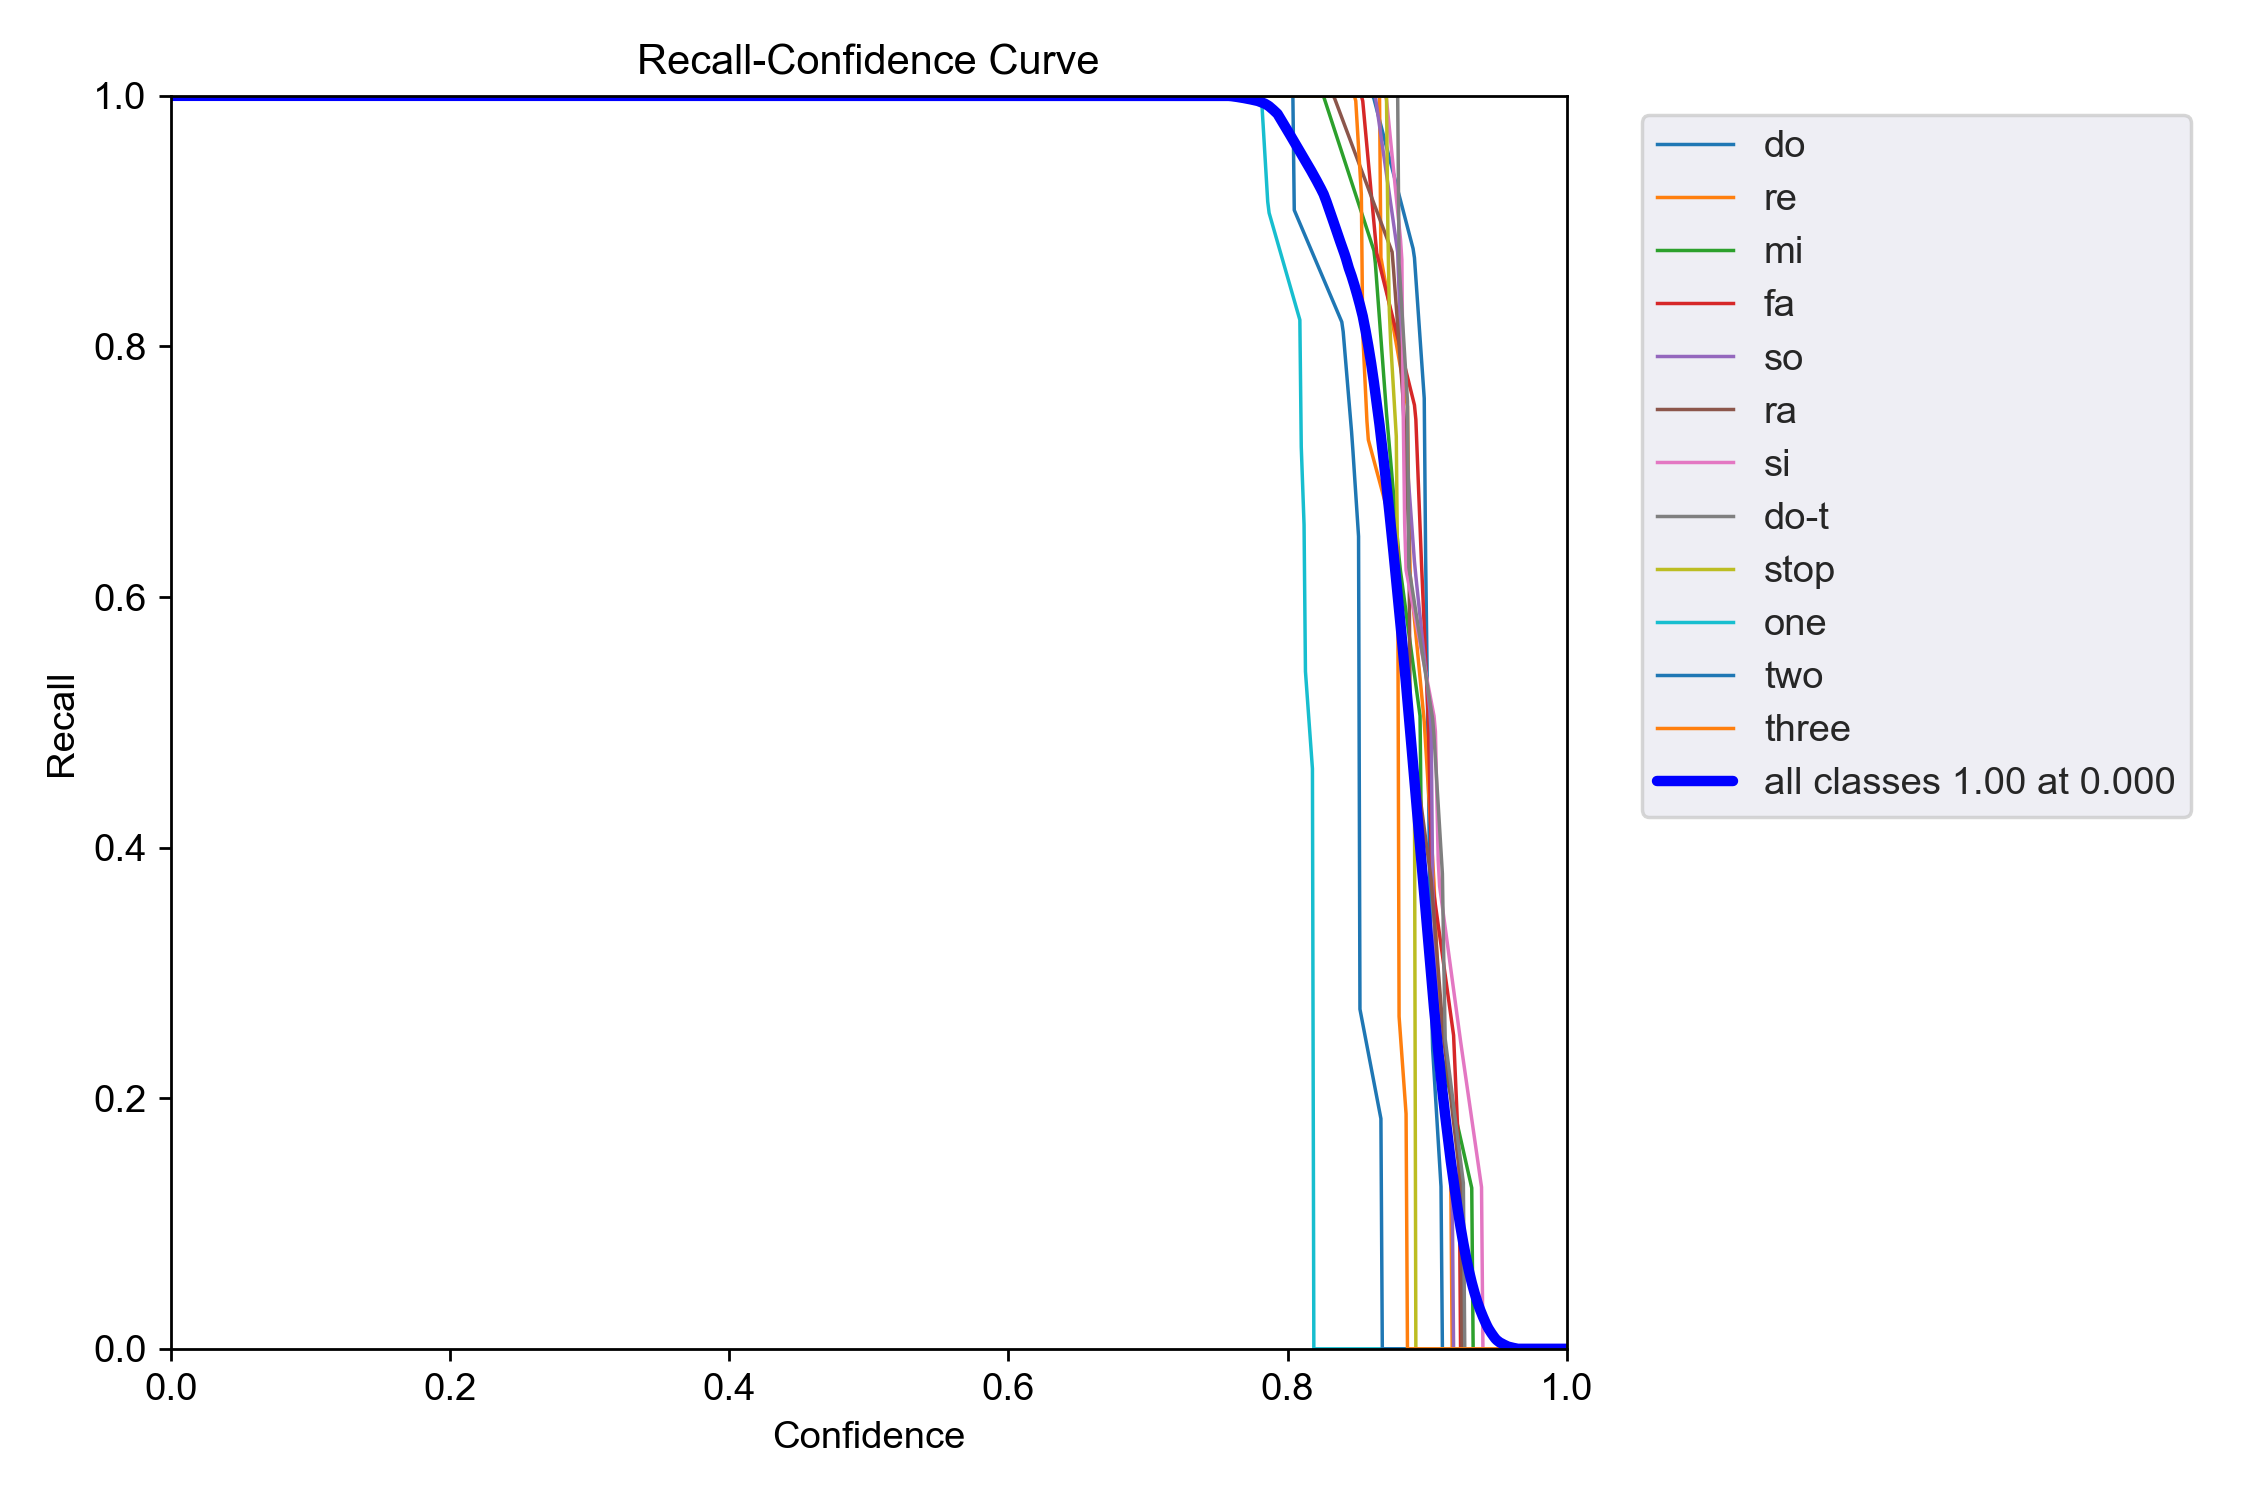 Recall-Confidence Curve
1.0
0.8
0.6
0.4
0.2
0.0
Recall
0.0 0.2 0.4 0.6 0.8 1.0
Confidence
do
re
mi
fa
so
ra
si
do-t
stop
one
two
three
all classes 1.00 at 0.000